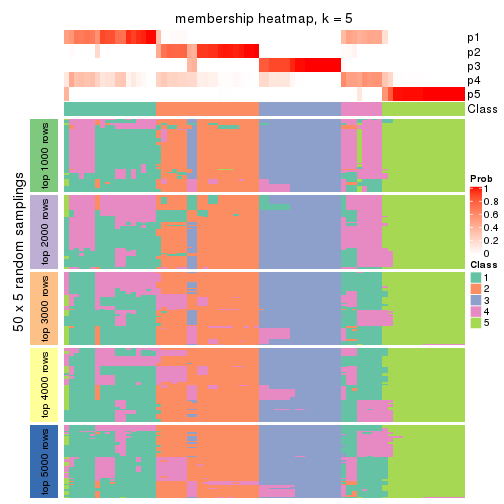 membership heatmap, k = 5
p1
p2
p3
p4
p5
Class
50 x 5 random samplings
top 1000 rows
top 2000 rows
top 3000 rows
top 4000 rows
top 5000 rows
Prob
1
0.8
0.6
0.4
0.2
0
Class
1
2
3
4
5